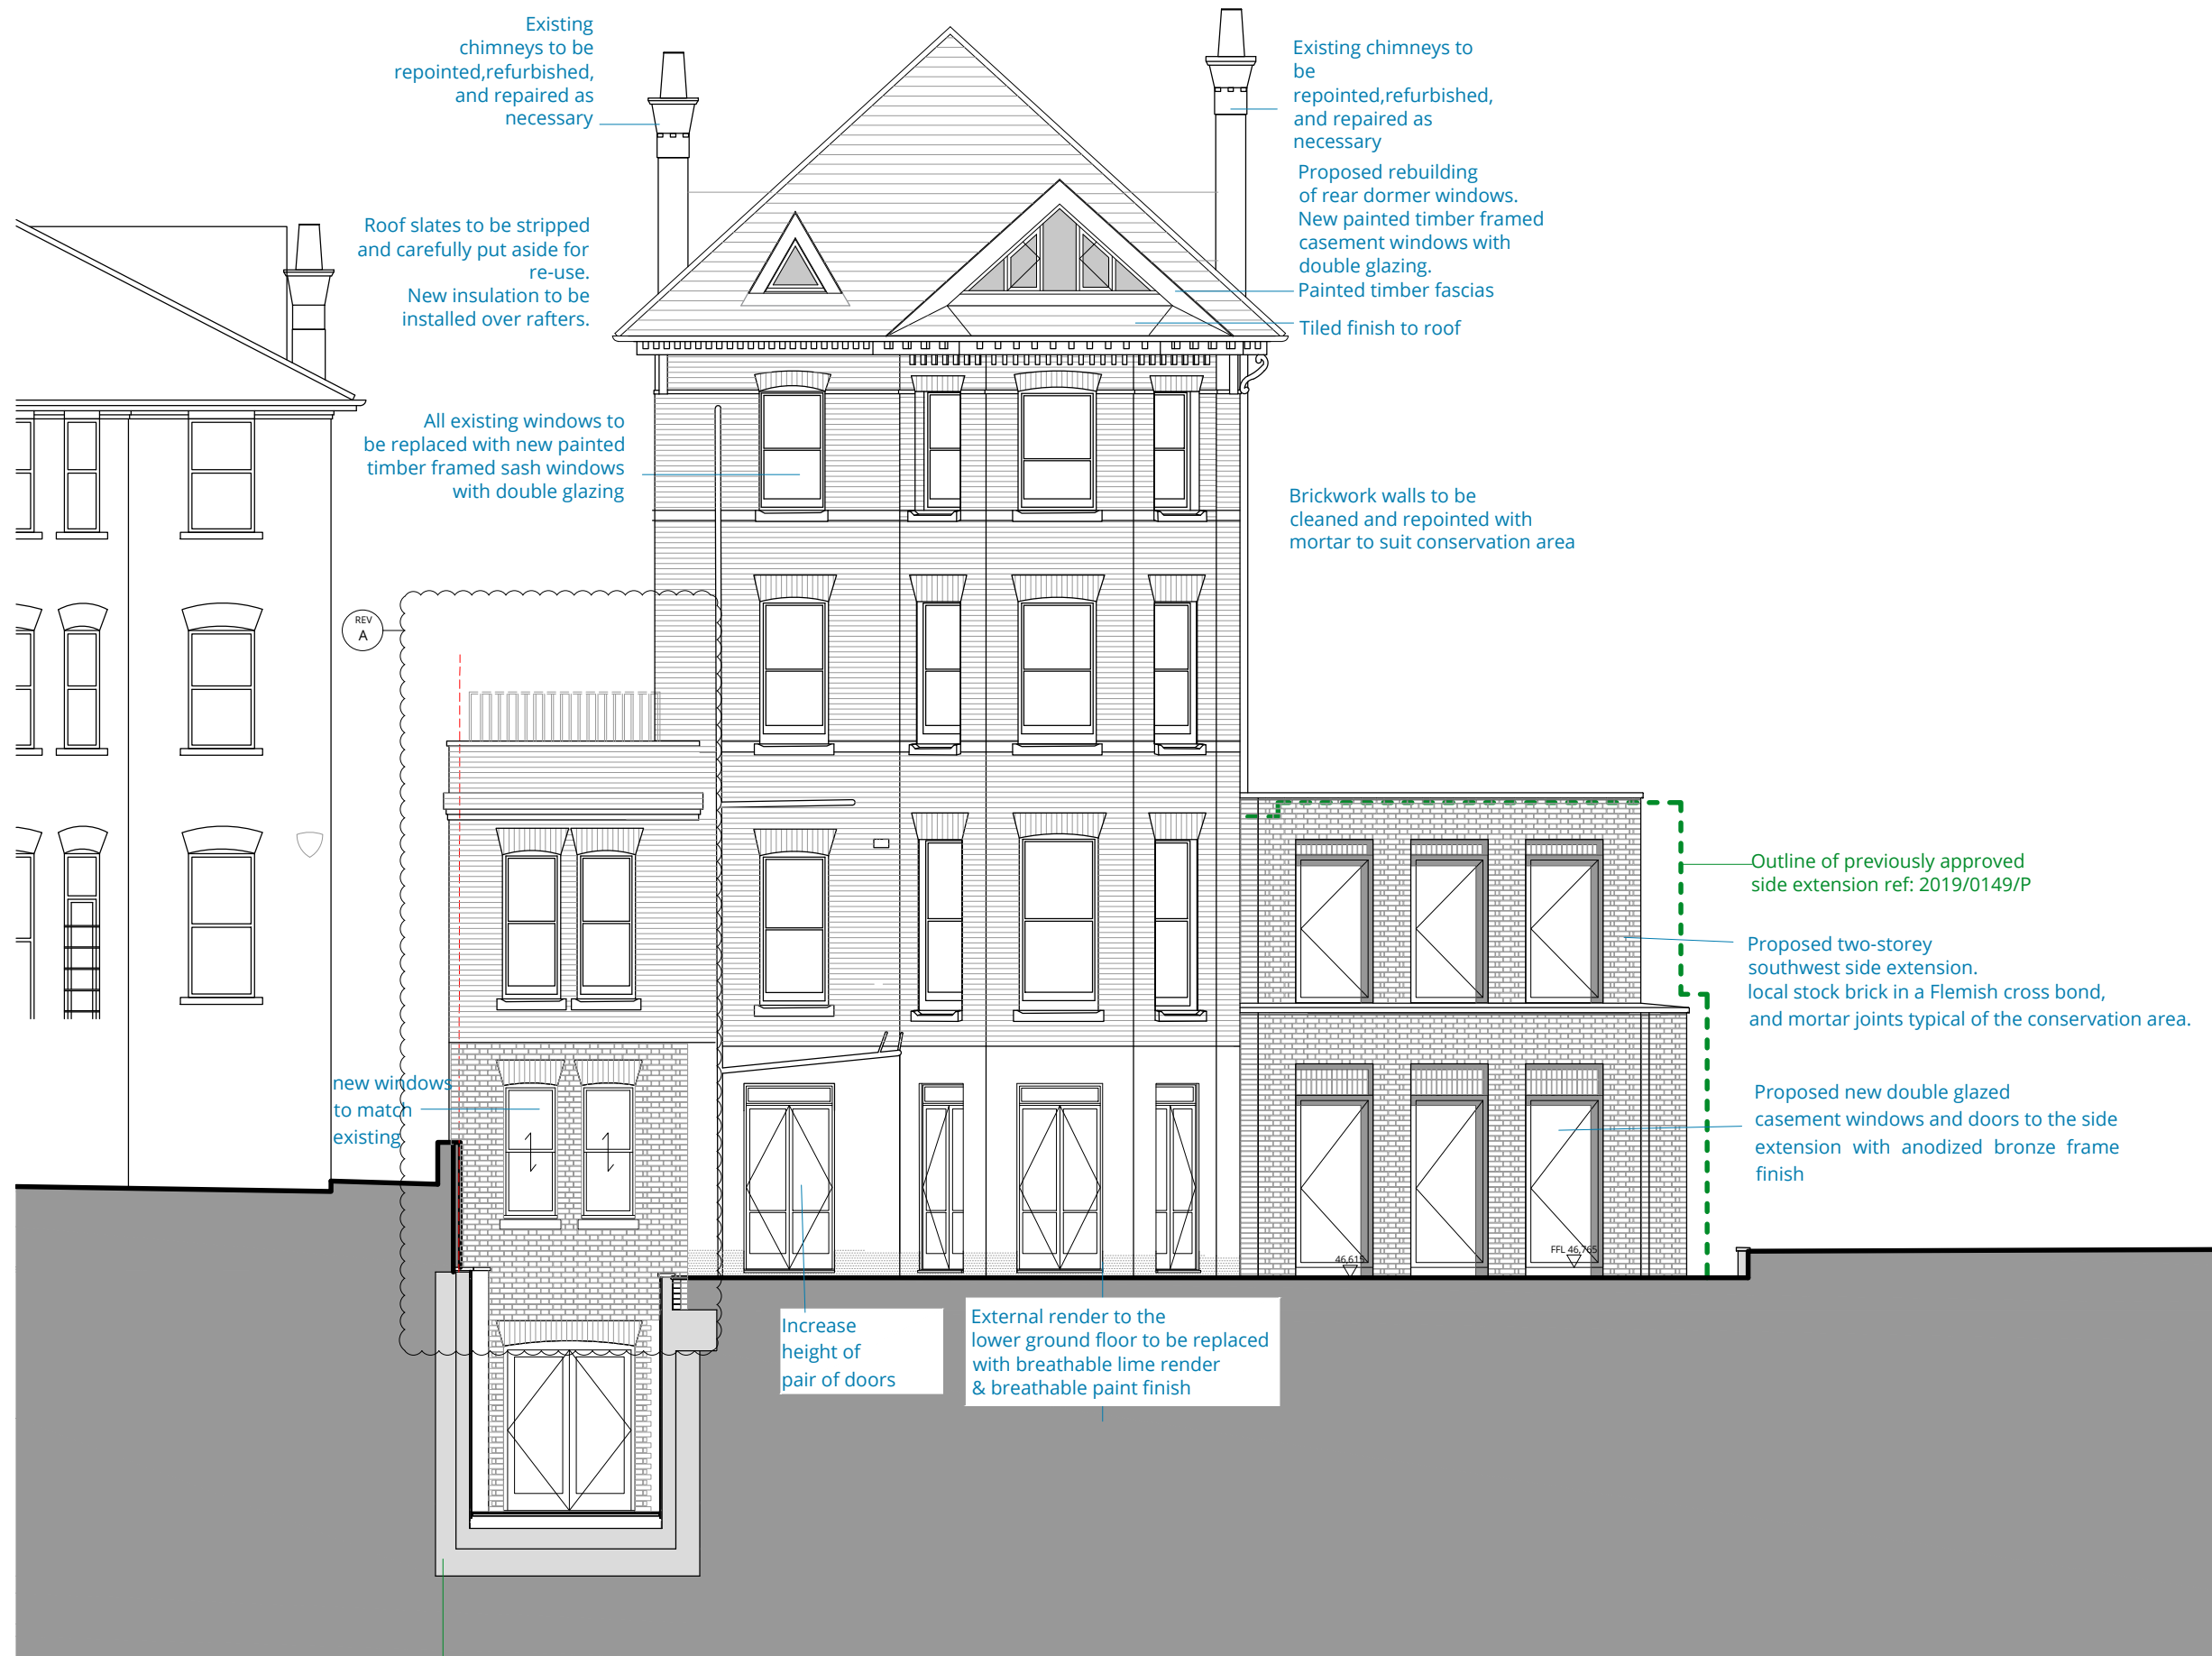 Existing
chimneys to be
repointed,refurbished,
and repaired as
necessary
Existing chimneys to
be
repointed,refurbished,
and repaired as
necessary
Proposed rebuilding
of rear dormer windows.
New painted timber framed
casement windows with
double glazing.
Painted timber fascias
Tiled finish to roof
Roof slates to be stripped
and carefully put aside for
re-use.
New insulation to be
installed over rafters.
All existing windows to
be replaced with new painted
timber framed sash windows
with double glazing
Brickwork walls to be
cleaned and repointed with
mortar to suit conservation area
REV
A
Outline of previously approved
side extension ref: 2019/0149/P
Proposed two-storey
southwest side extension.
local stock brick in a Flemish cross bond,
and mortar joints typical of the conservation area.
new windows
to match
existing
Proposed new double glazed
casement windows and doors to the side
extension with anodized bronze frame
finish
46,615
FFL 46,765
Increase
height of
pair of doors
External render to the
lower ground floor to be replaced
with breathable lime render
& breathable paint finish